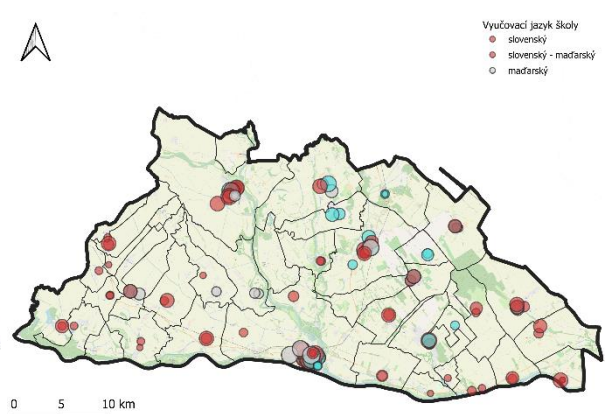 Vyučovací jazyk školy
slovenský
slovenský - maďarský
maďarský
0 5 10 km